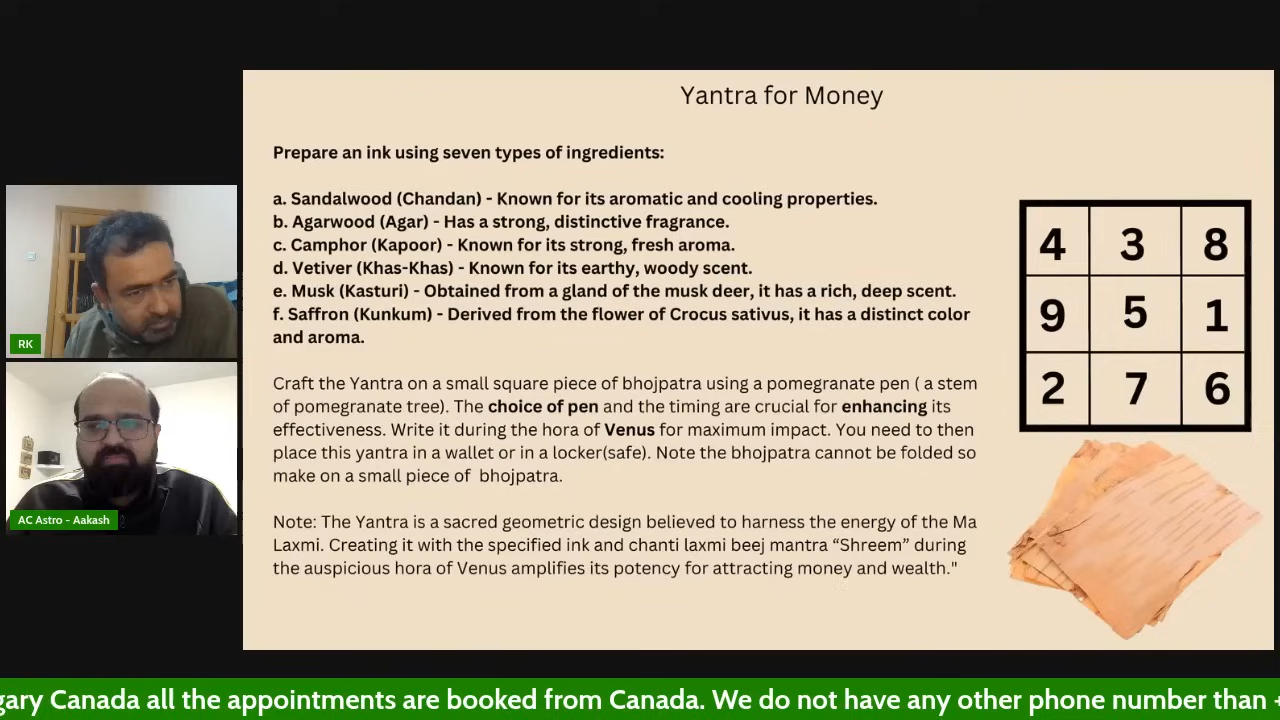 Yantra for Money
Prepare an ink using seven types of ingredients:
a. Sandalwood (Chandan) - Known for its aromatic and cooling properties.
b. Agarwood (Agar) - Has a strong, distinctive fragrance.
c. Camphor (Kapoor) - Known for its strong, fresh aroma.
d. Vetiver (Khas-Khas) - Known for its earthy, woody scent.
e. Musk (Kasturi) - Obtained from a gland of the musk deer, it has a rich, deep scent.
f. Saffron (Kunkum) - Derived from the flower of Crocus sativus, it has a distinct color
and aroma.
Craft the Yantra on a small square piece of bhojpatra using a pomegranate pen ( a stem
of pomegranate tree). The choice of pen and the timing are crucial for enhancing its
effectiveness. Write it during the hora of Venus for maximum impact. You need to then
place this yantra in a wallet or in a locker(safe). Note the bhojpatra cannot be folded so
make on a small piece of bhojpatra.
Note: The Yantra is a sacred geometric design believed to harness the energy of the Ma
Laxmi. Creating it with the specified ink and chanti laxmi beej mantra “Shreem” during
the auspicious hora of Venus amplifies its potency for attracting money and wealth."
4 3 8
9 5 1
2 7 6
RK
AC Astro - Aakash
gary Canada all the appointments are booked from Canada. We do not have any other phone number than